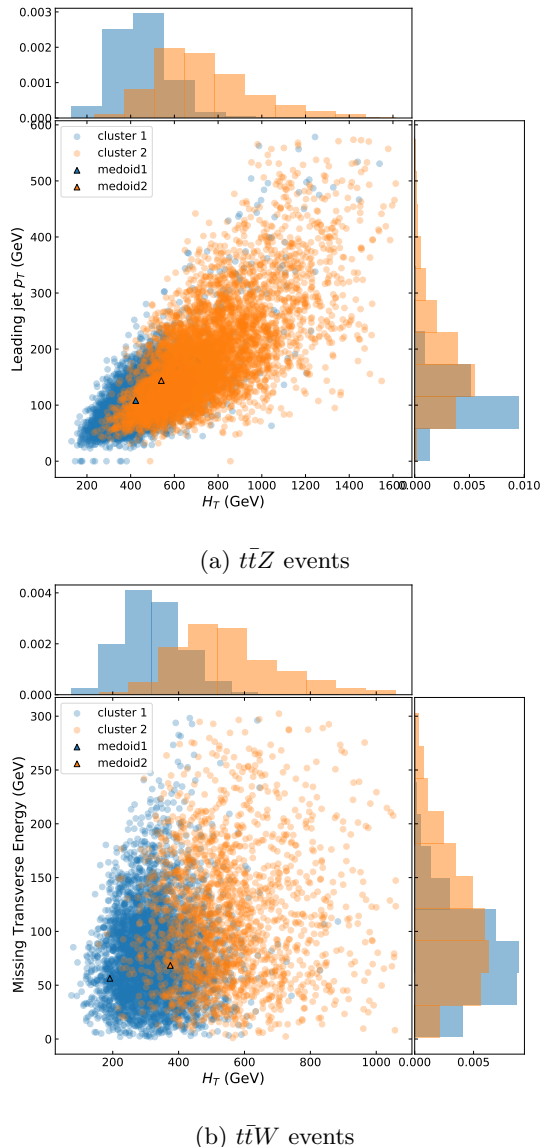 0.003
0.002
0.001
0.000
600
500
400
300
200
100
0
Leading jet pT (GeV)
cluster 1
cluster 2
medoid1
medoid2
200 400 600 800 1000 1200 1400 1600
0.000 0.005 0.010
HT (GeV)
(a) tt̄Z events
0.004
0.002
0.000
300
250
200
150
100
50
0
Missing Transverse Energy (GeV)
cluster 1
cluster 2
medoid1
medoid2
200 400 600 800 1000
0.000 0.005
HT (GeV)
(b) tt̄W events